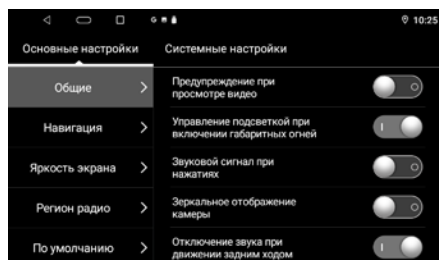 10:25
Основные настройки
Системные настройки
Общие
Навигация
Яркость экрана
Регион радио
По умолчанию
Предупреждение при
просмотре видео
Управление подсветкой при
включении габаритных огней
Звуковой сигнал при
нажатиях
Зеркальное отображение
камеры
Отключение звука при
движении задним ходом